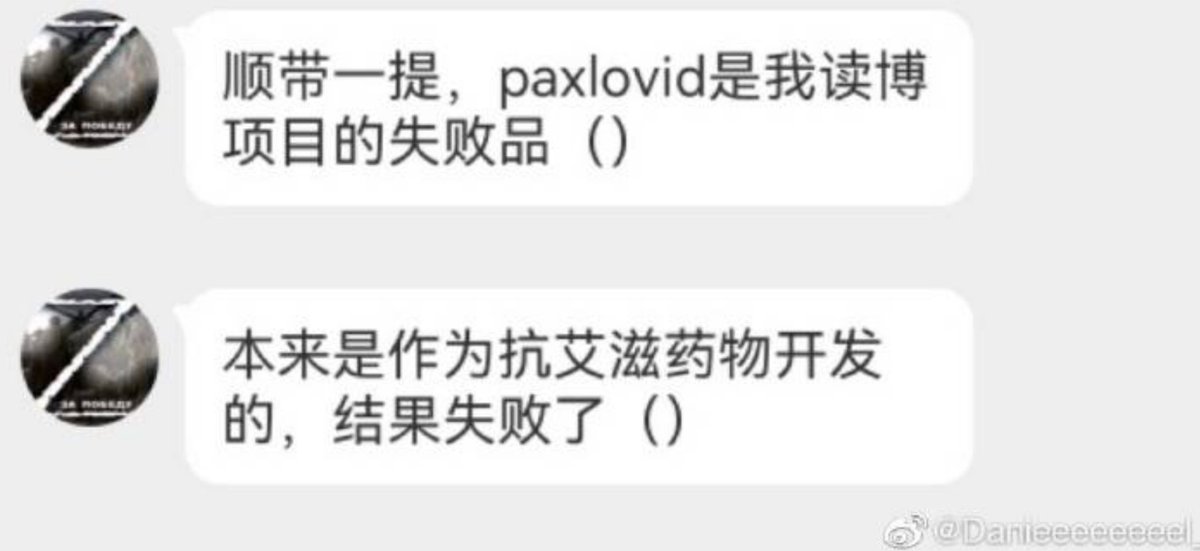 顺带一提，paxlovid是我读博
项目的失败品（）
ЗА ПОБЕДУ
本来是作为抗艾滋药物开发
的，结果失败了（）
ЗА ПОБЕДУ
@Danieeeeeeeeel_